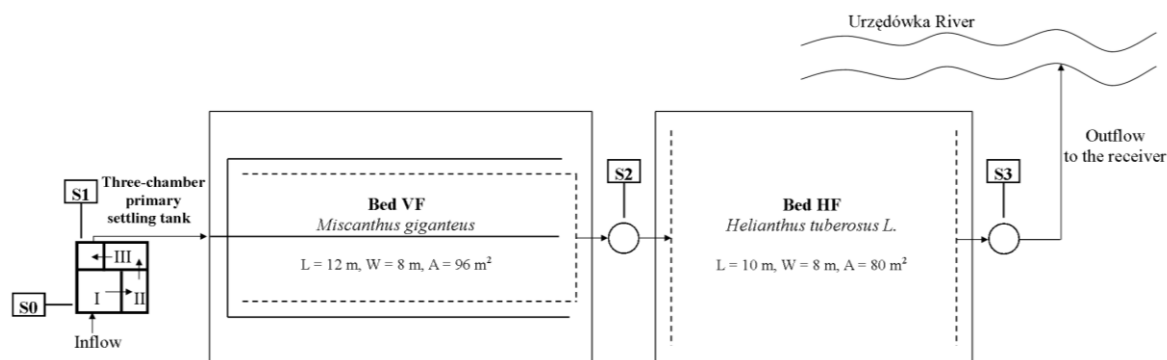 Urzędówka River
Outflow
to the receiver
S1
Three-chamber
primary
settling tank
S2
S3
Bed VF
Miscanthus giganteus
L = 12 m, W = 8 m, A = 96 m²
Bed HF
Helianthus tuberosus L.
L = 10 m, W = 8 m, A = 80 m²
III
S0
I
II
Inflow